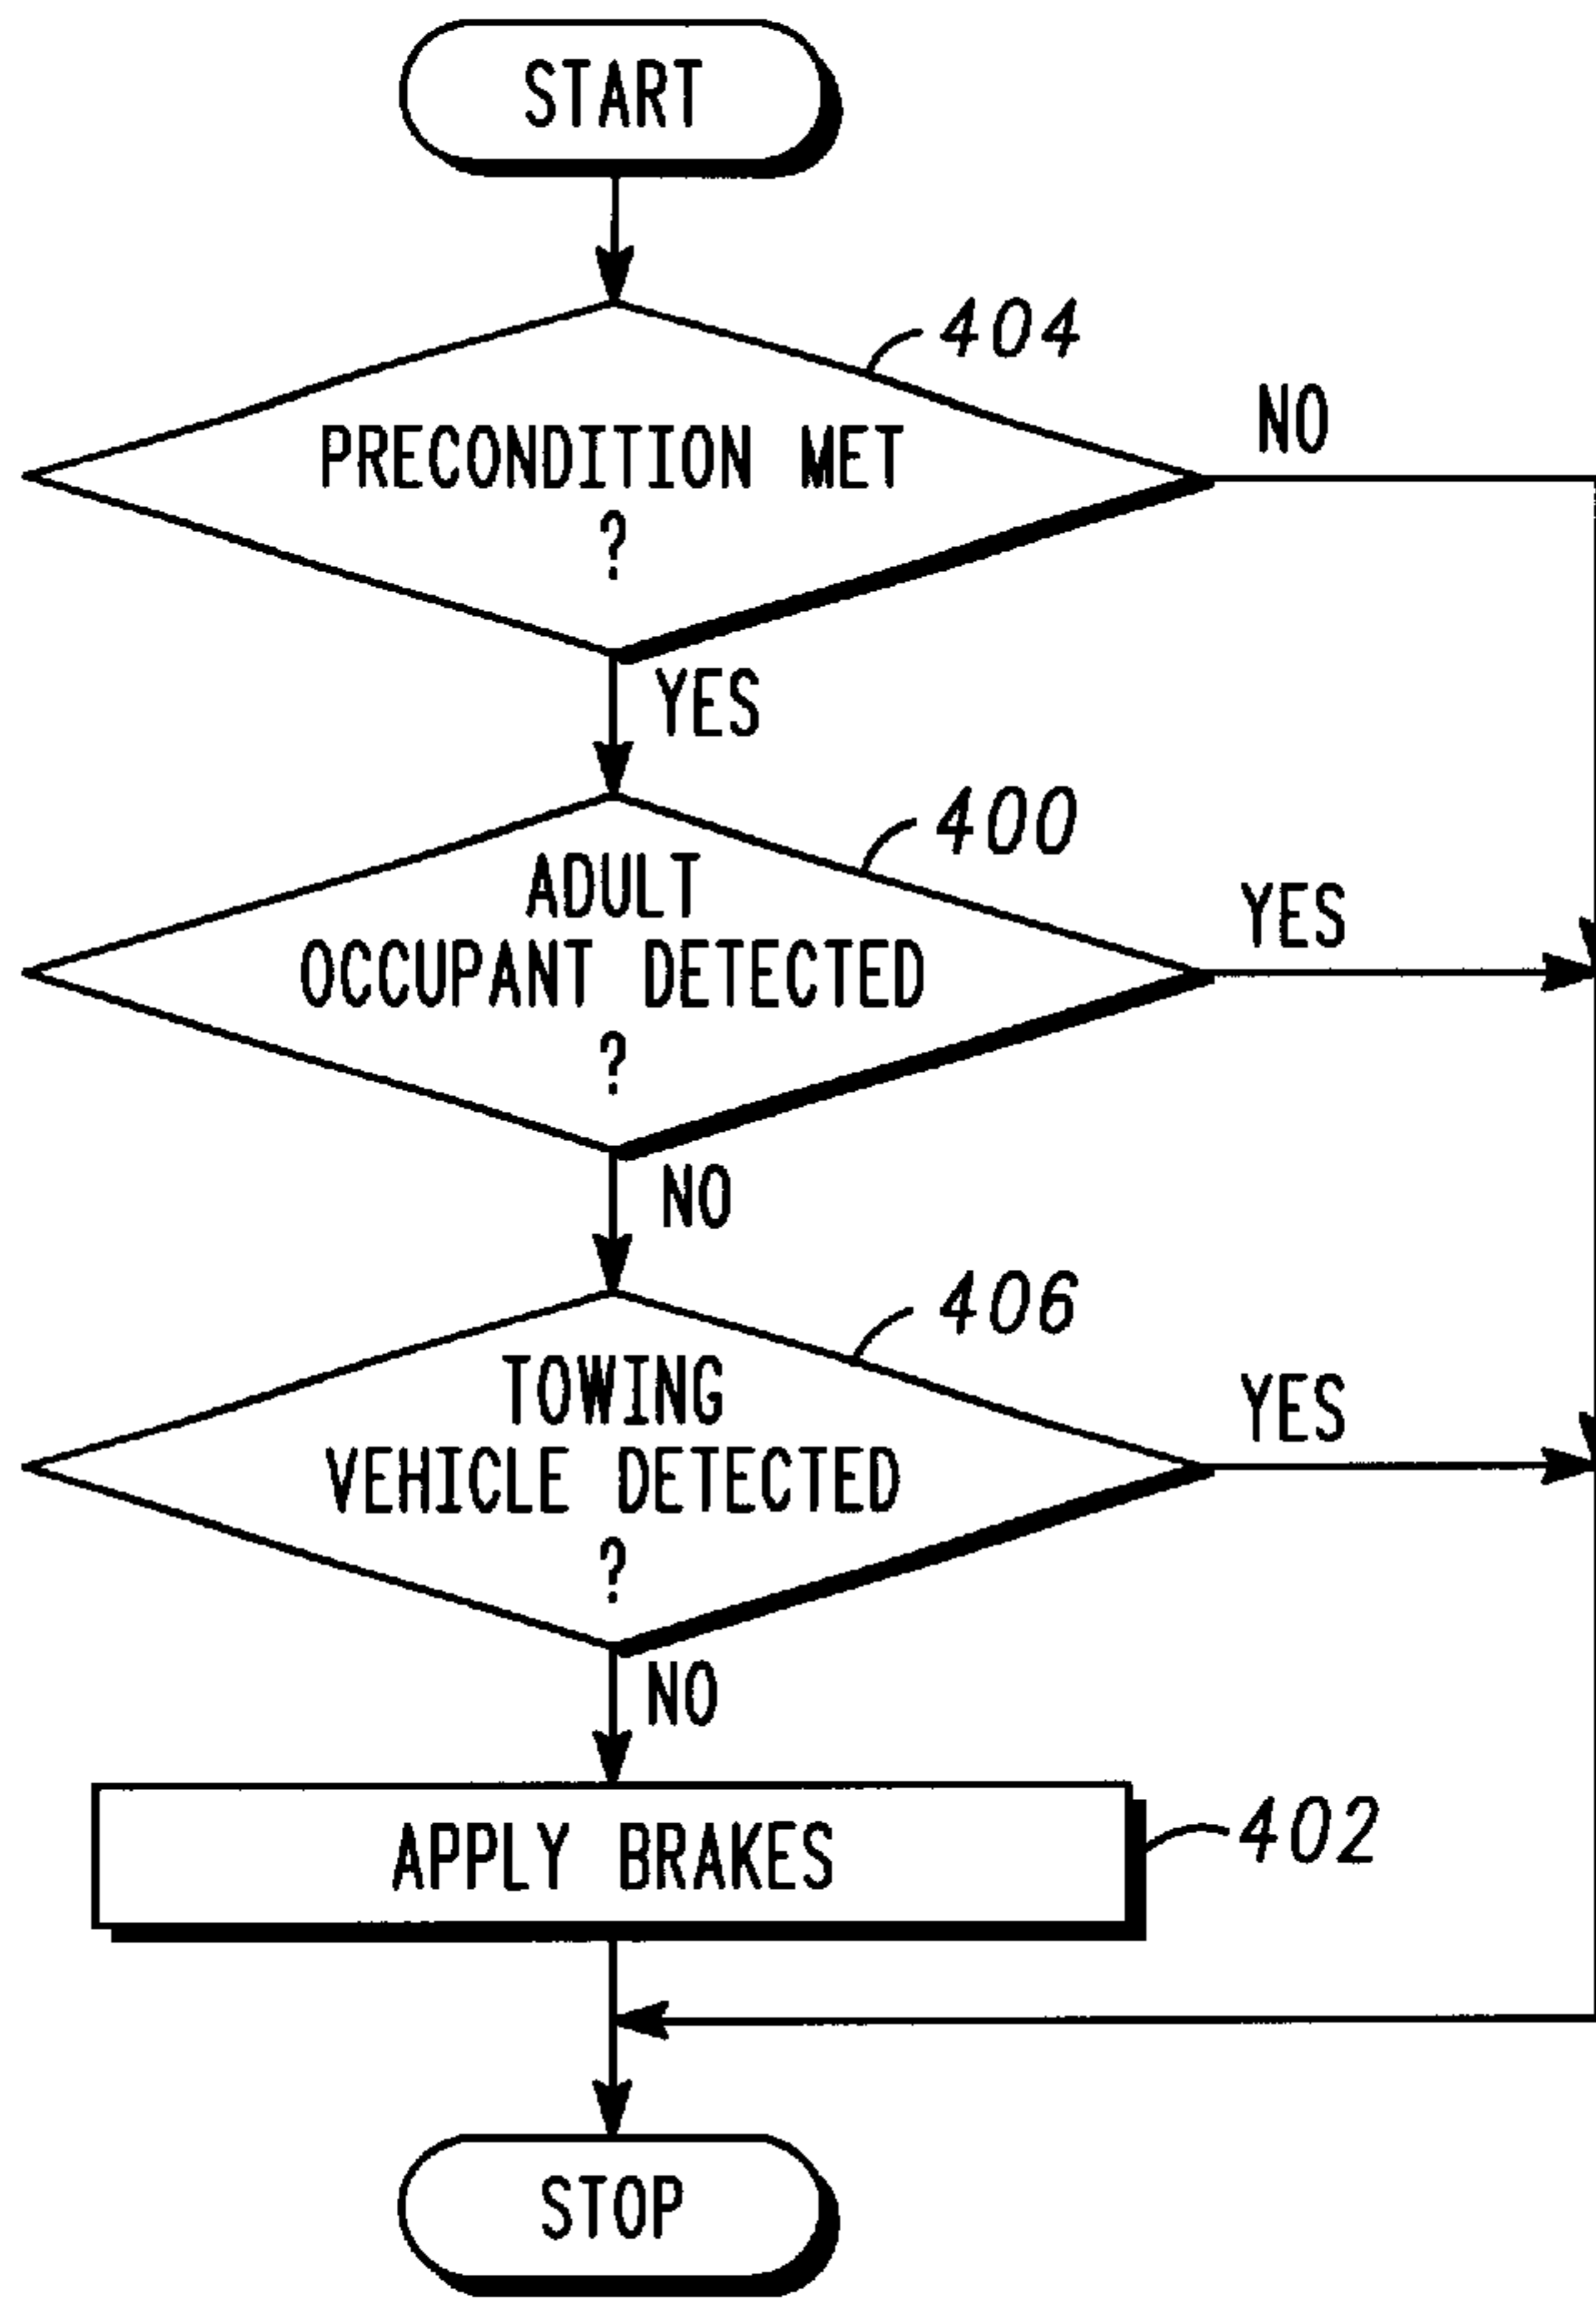 START
404
NO
PRECONDITION MET
?
YES
400
ADULT
YES
OCCUPANT DETECTED
?
NO
406
TOWING
YES
VEHICLE DETECTED
?
NO
APPLY BRAKES
402
STOP